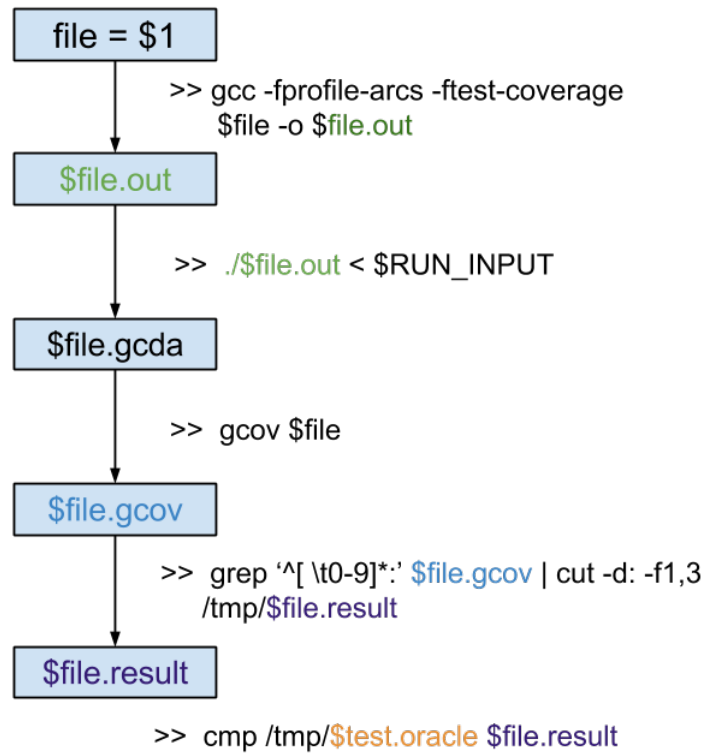 file = $1
>> gcc -fprofile-arcs -ftest-coverage
$file -o $file.out
$file.out
>> ./$file.out < $RUN_INPUT
$file.gcda
>> gcov $file
$file.gcov
>> grep ‘^[ \t0-9]*:’ $file.gcov | cut -d: -f1,3
/tmp/$file.result
$file.result
>> cmp /tmp/$test.oracle $file.result